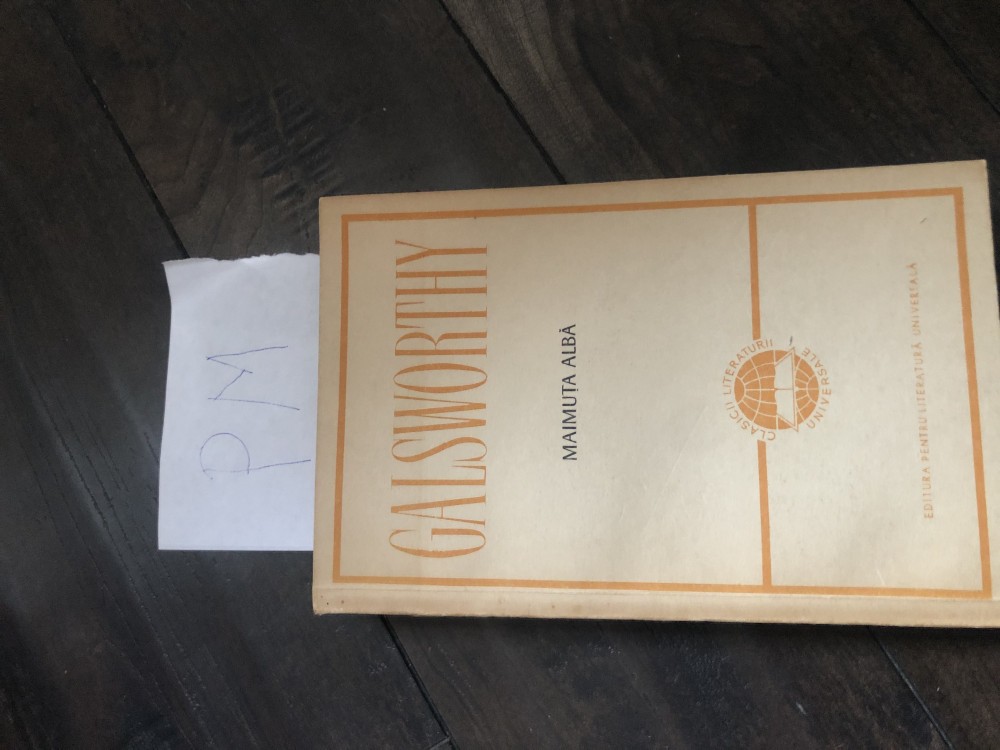 PM
GALSWORTHY
MAIMUȚA ALBĂ
CLASICII LITERATURII
UNIVERSALE
EDITURA PENTRU LITERATURĂ UNIVERSALĂ